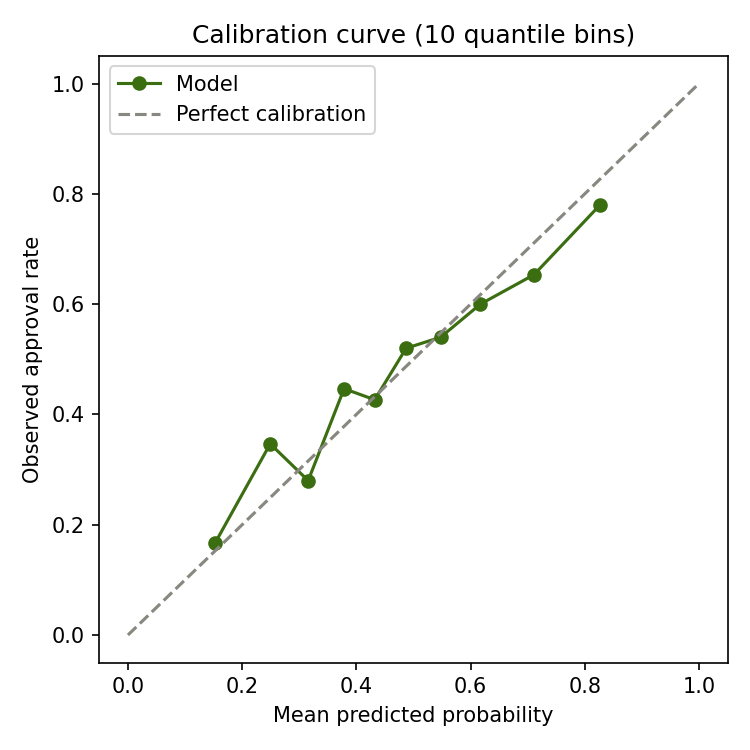 Calibration curve (10 quantile bins)
Model
Perfect calibration
1.0
0.8
0.6
0.4
0.2
0.0
Observed approval rate
0.0 0.2 0.4 0.6 0.8 1.0
Mean predicted probability